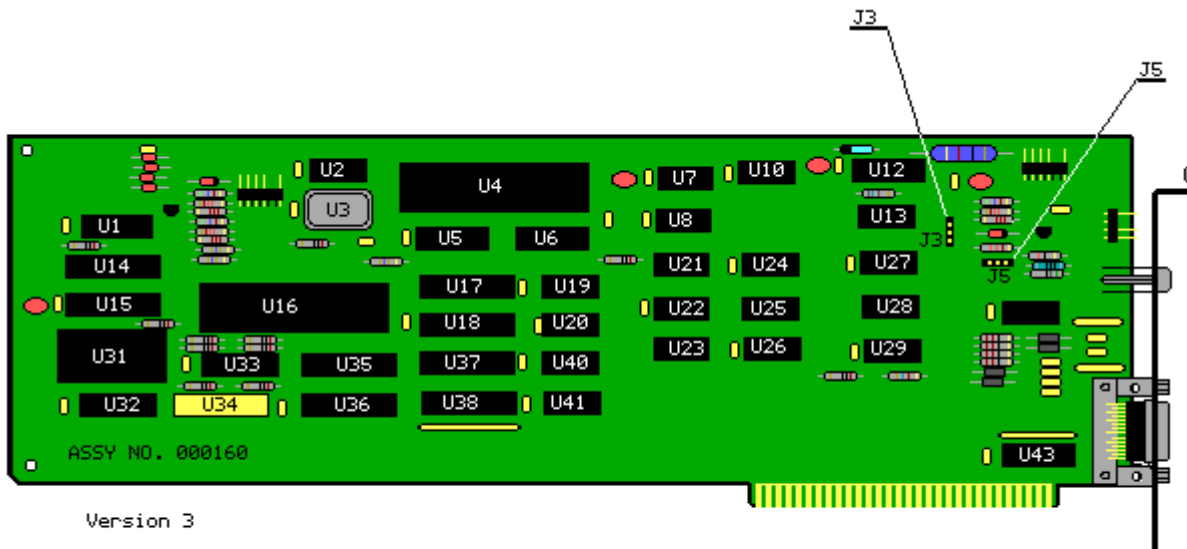 J3
J5
U2
U4
U7
U10
U12
U3
U1
U5
U6
U8
U13
J3
U14
U21
U24
U27
J5
U15
U16
U17
U19
U22
U25
U28
U18
U20
U31
U33
U35
U37
U40
U23
U26
U29
U32
U34
U36
U38
U41
ASSY NO. 000160
U43
Version 3